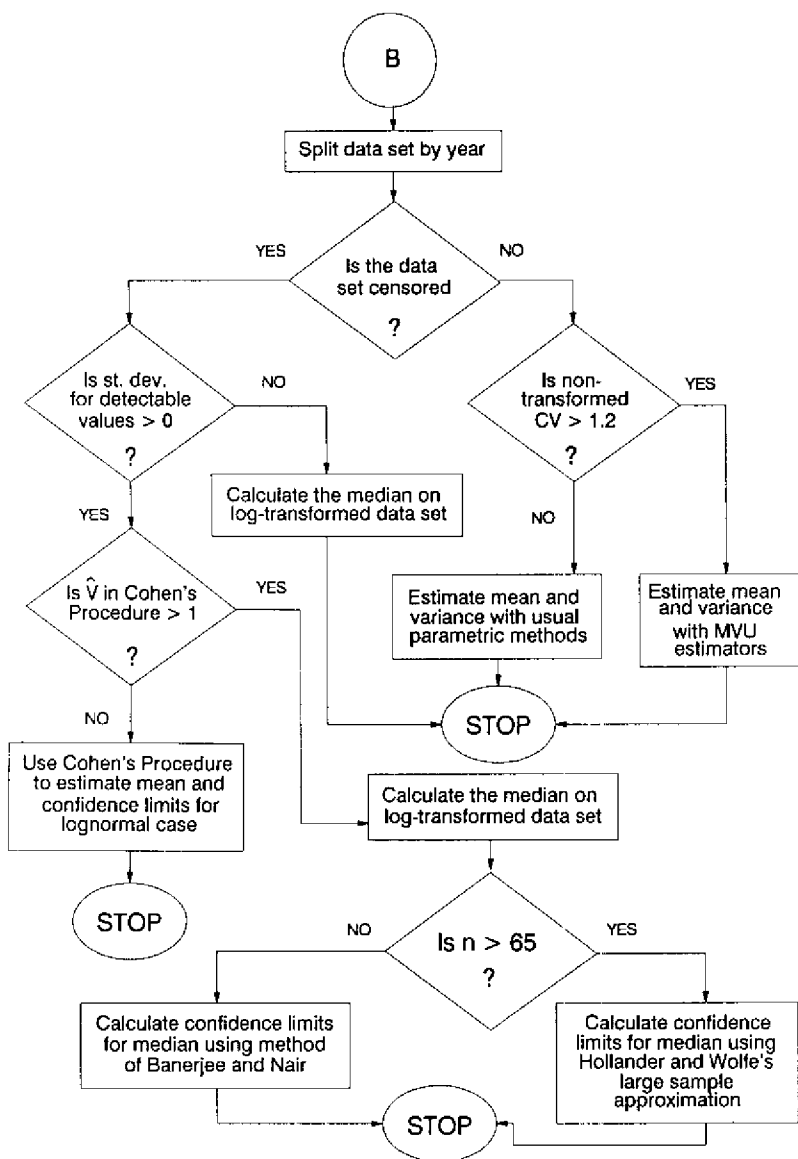 B
Split data set by year
YES
NO
Is the data
set censored
?
Is st. dev.
for detectable
values > 0
?
NO
Is non-
transformed
CV > 1.2
?
YES
YES
Calculate the median on
log-transformed data set
NO
Is V̂ in Cohen's
Procedure > 1
?
YES
Estimate mean and
variance with usual
parametric methods
Estimate mean
and variance
with MVU
estimators
NO
STOP
Use Cohen's Procedure
to estimate mean and
confidence limits for
lognormal case
Calculate the median on
log-transformed data set
STOP
NO
Is n > 65
?
YES
Calculate confidence limits
for median using method
of Banerjee and Nair
Calculate confidence
limits for median using
Hollander and Wolfe's
large sample
approximation
STOP